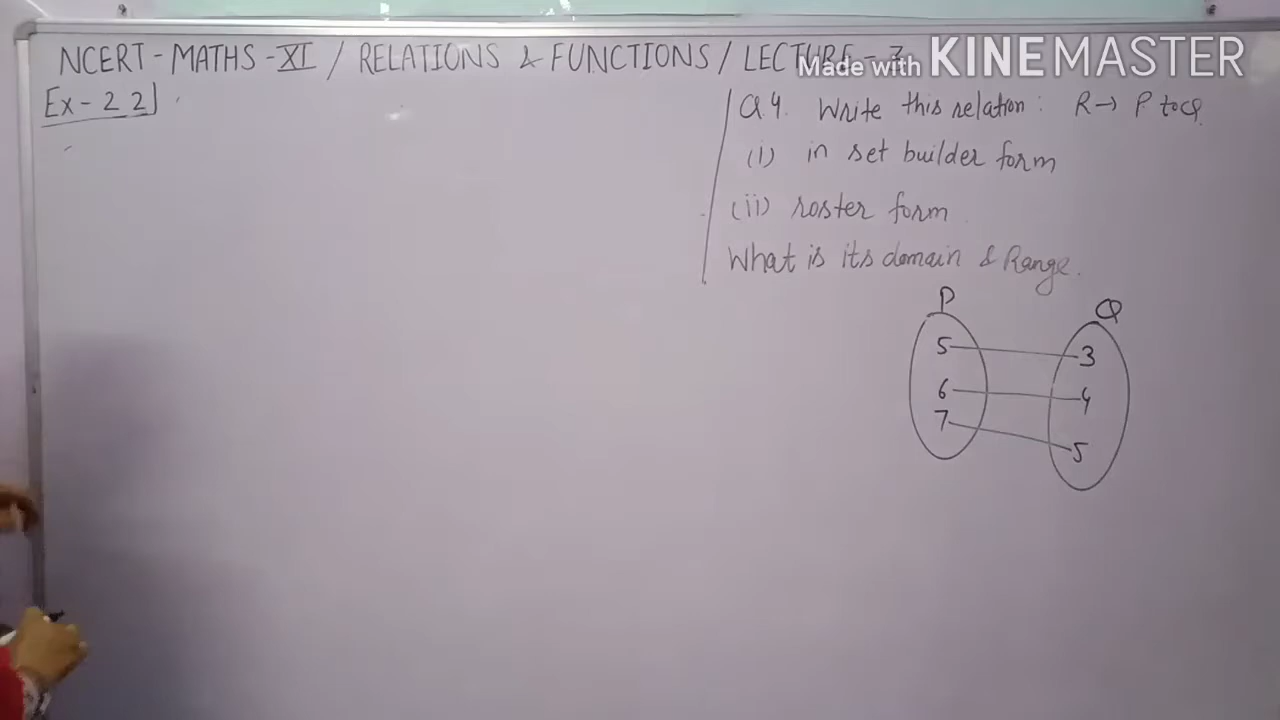 NCERT - MATHS - XI / RELATIONS & FUNCTIONS / LECTURE - 3
Made with KINEMASTER
Ex - 2 2
Q.4. Write this relation: R → P to Q
(i) in set builder form
(ii) roster form
What is its domain & Range.
P Q
5 3
6 4
7 5